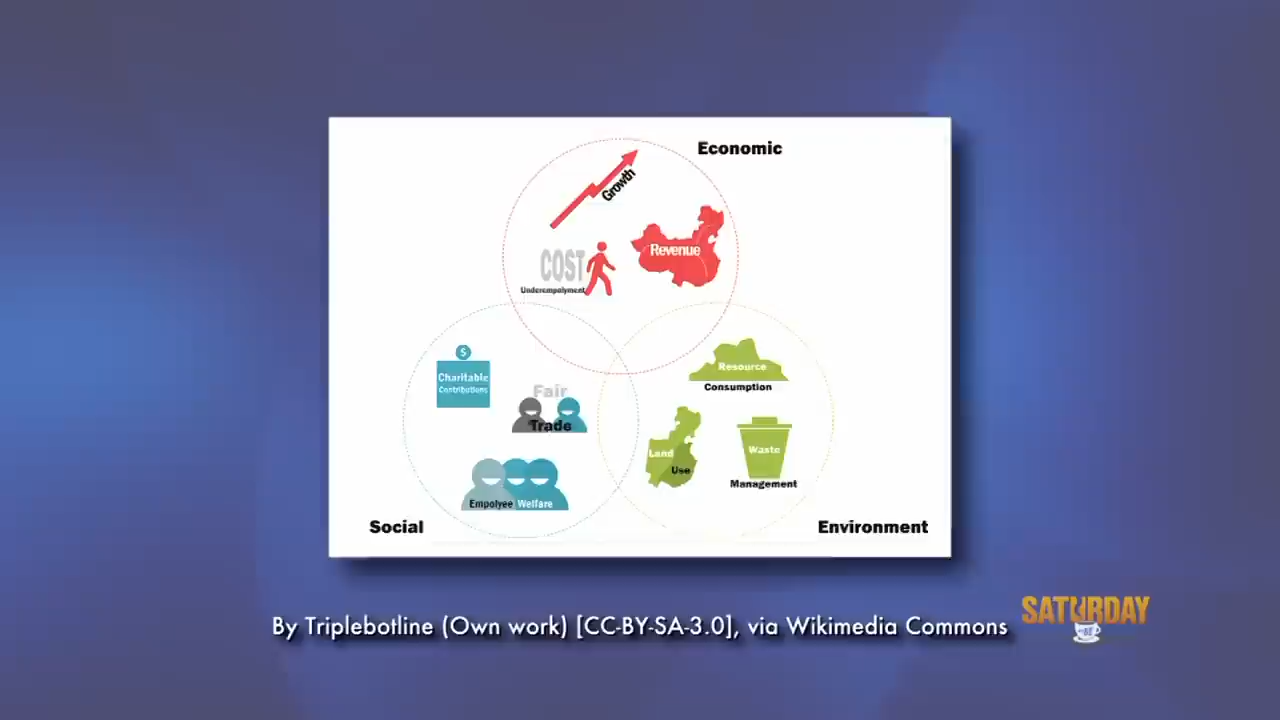 Economic
Growth
Revenue
COST
Underempolyment
$
Charitable
Contributions
Fair
Trade
Empolyee Welfare
Social
Resource
Consumption
Land
Use
Waste
Management
Environment
By Triplebotline (Own work) [CC-BY-SA-3.0], via Wikimedia Commons
SATURDAY